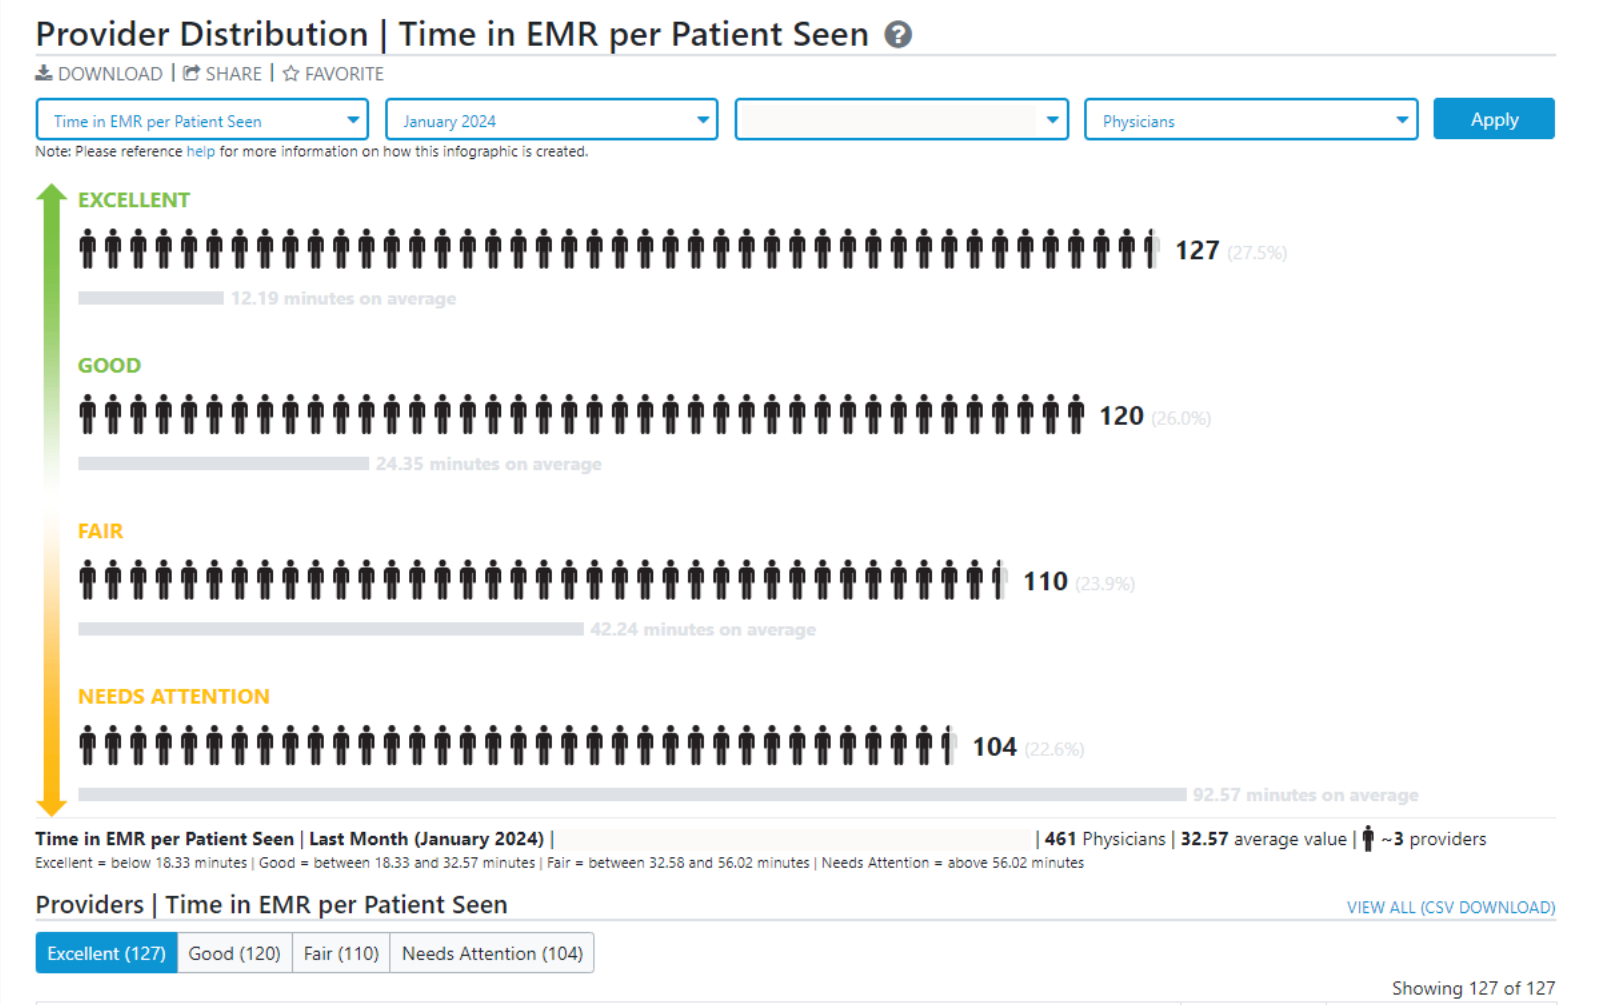 Provider Distribution | Time in EMR per Patient Seen ?
DOWNLOAD | SHARE | FAVORITE
Time in EMR per Patient Seen January 2024 Physicians Apply
Note: Please reference help for more information on how this infographic is created.
EXCELLENT
127 (27.5%)
12.19 minutes on average
GOOD
120 (26.0%)
24.35 minutes on average
FAIR
110 (23.9%)
42.24 minutes on average
NEEDS ATTENTION
104 (22.6%)
92.57 minutes on average
Time in EMR per Patient Seen | Last Month (January 2024) | | 461 Physicians | 32.57 average value | ~3 providers
Excellent = below 18.33 minutes | Good = between 18.33 and 32.57 minutes | Fair = between 32.58 and 56.02 minutes | Needs Attention = above 56.02 minutes
Providers | Time in EMR per Patient Seen
VIEW ALL (CSV DOWNLOAD)
Excellent (127) Good (120) Fair (110) Needs Attention (104)
Showing 127 of 127